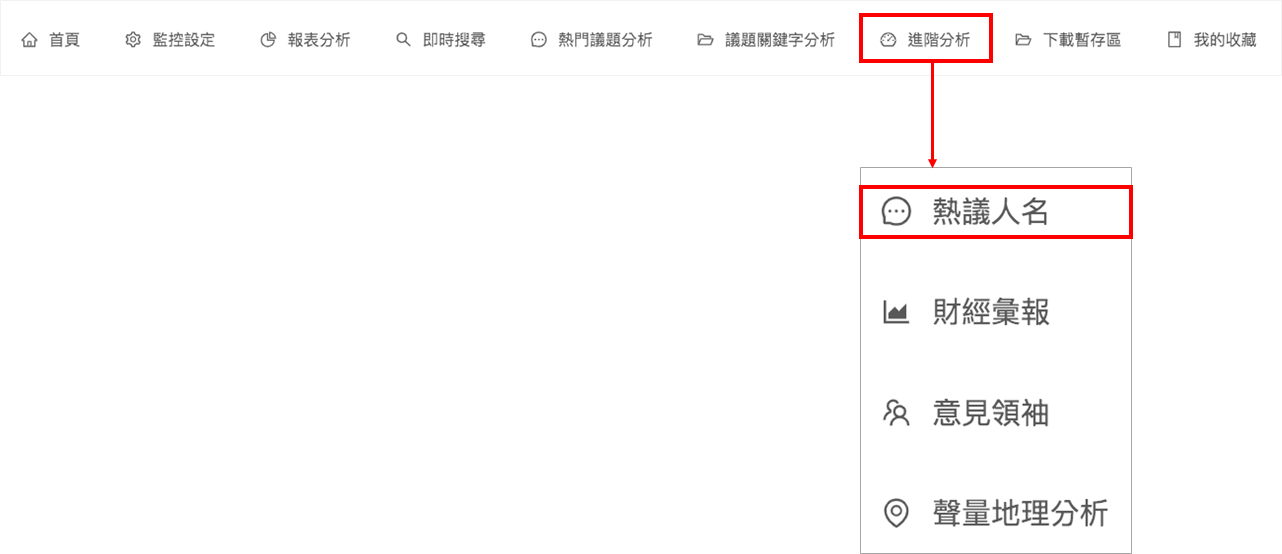 首頁 監控設定 報表分析 即時搜尋 熱門議題分析 議題關鍵字分析 進階分析 下載暫存區 我的收藏
熱議人名
財經彙報
意見領袖
聲量地理分析